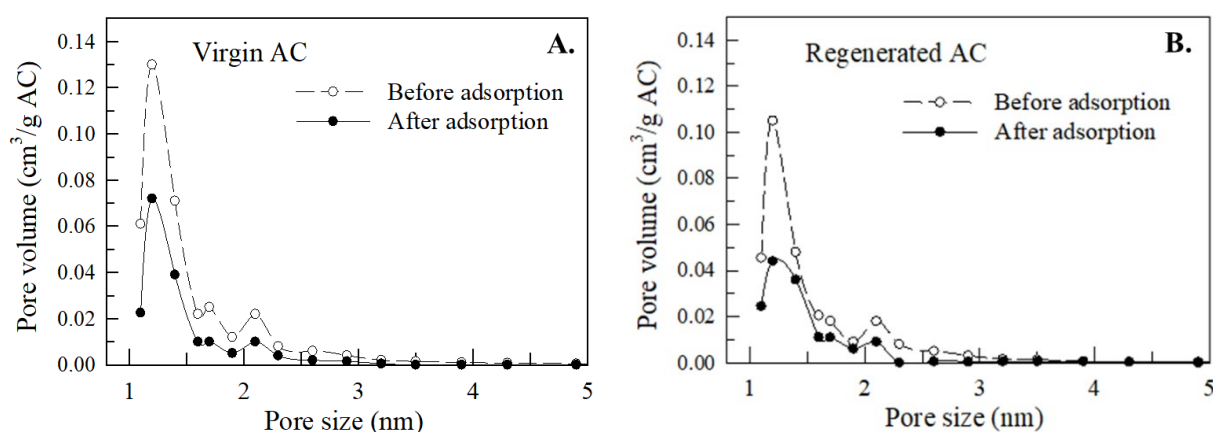 A.
Virgin AC
Before adsorption
After adsorption
Pore volume (cm³/g AC)
0.14
0.12
0.10
0.08
0.06
0.04
0.02
0.00
1 2 3 4 5
Pore size (nm)
B.
Regenerated AC
Before adsorption
After adsorption
Pore volume (cm³/g AC)
0.14
0.12
0.10
0.08
0.06
0.04
0.02
0.00
1 2 3 4 5
Pore size (nm)